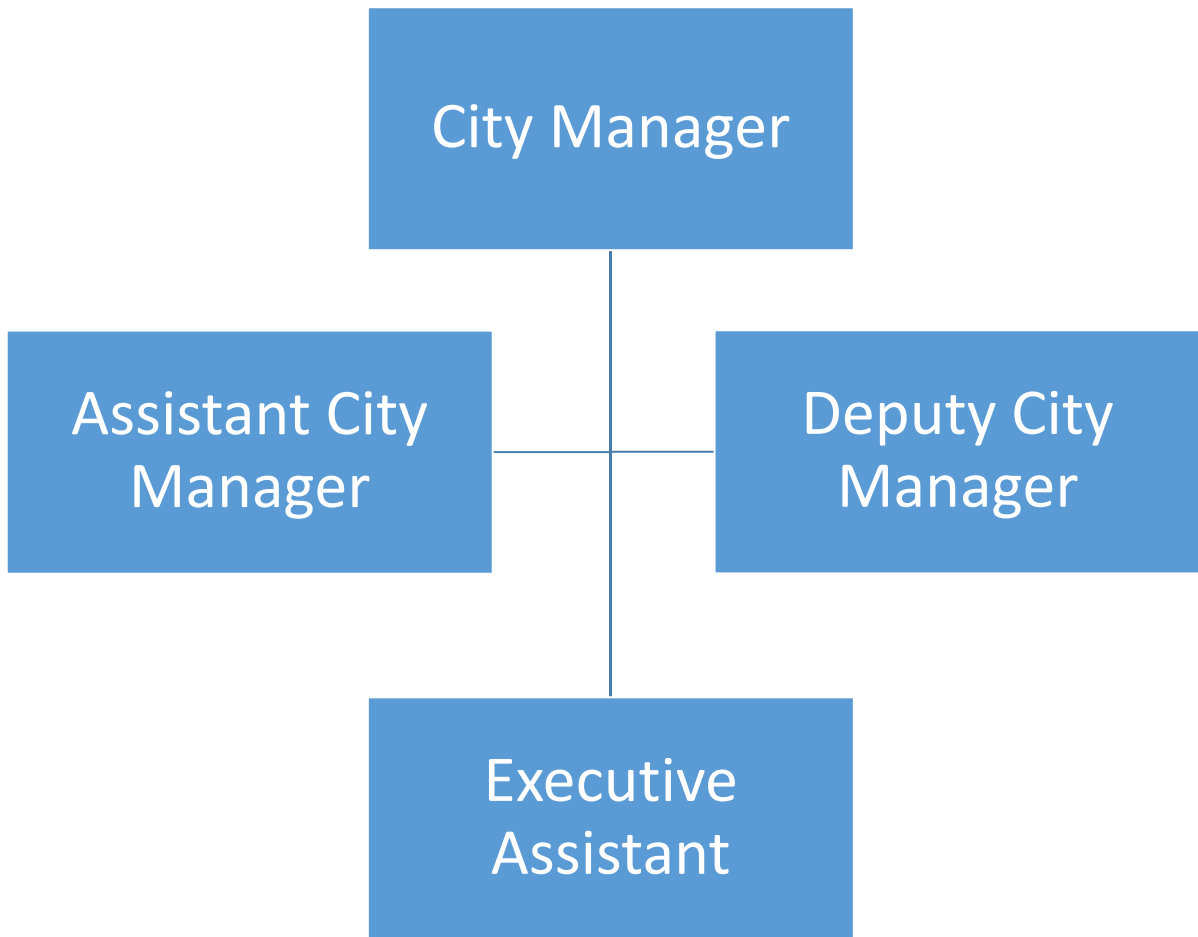 City Manager
Assistant City
Manager
Deputy City
Manager
Executive
Assistant